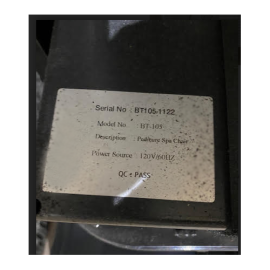 Serial No BT105-1122
Model No BT-105
Description Pedicure Spa Chair
Power Source 120V/60HZ
QC PASS